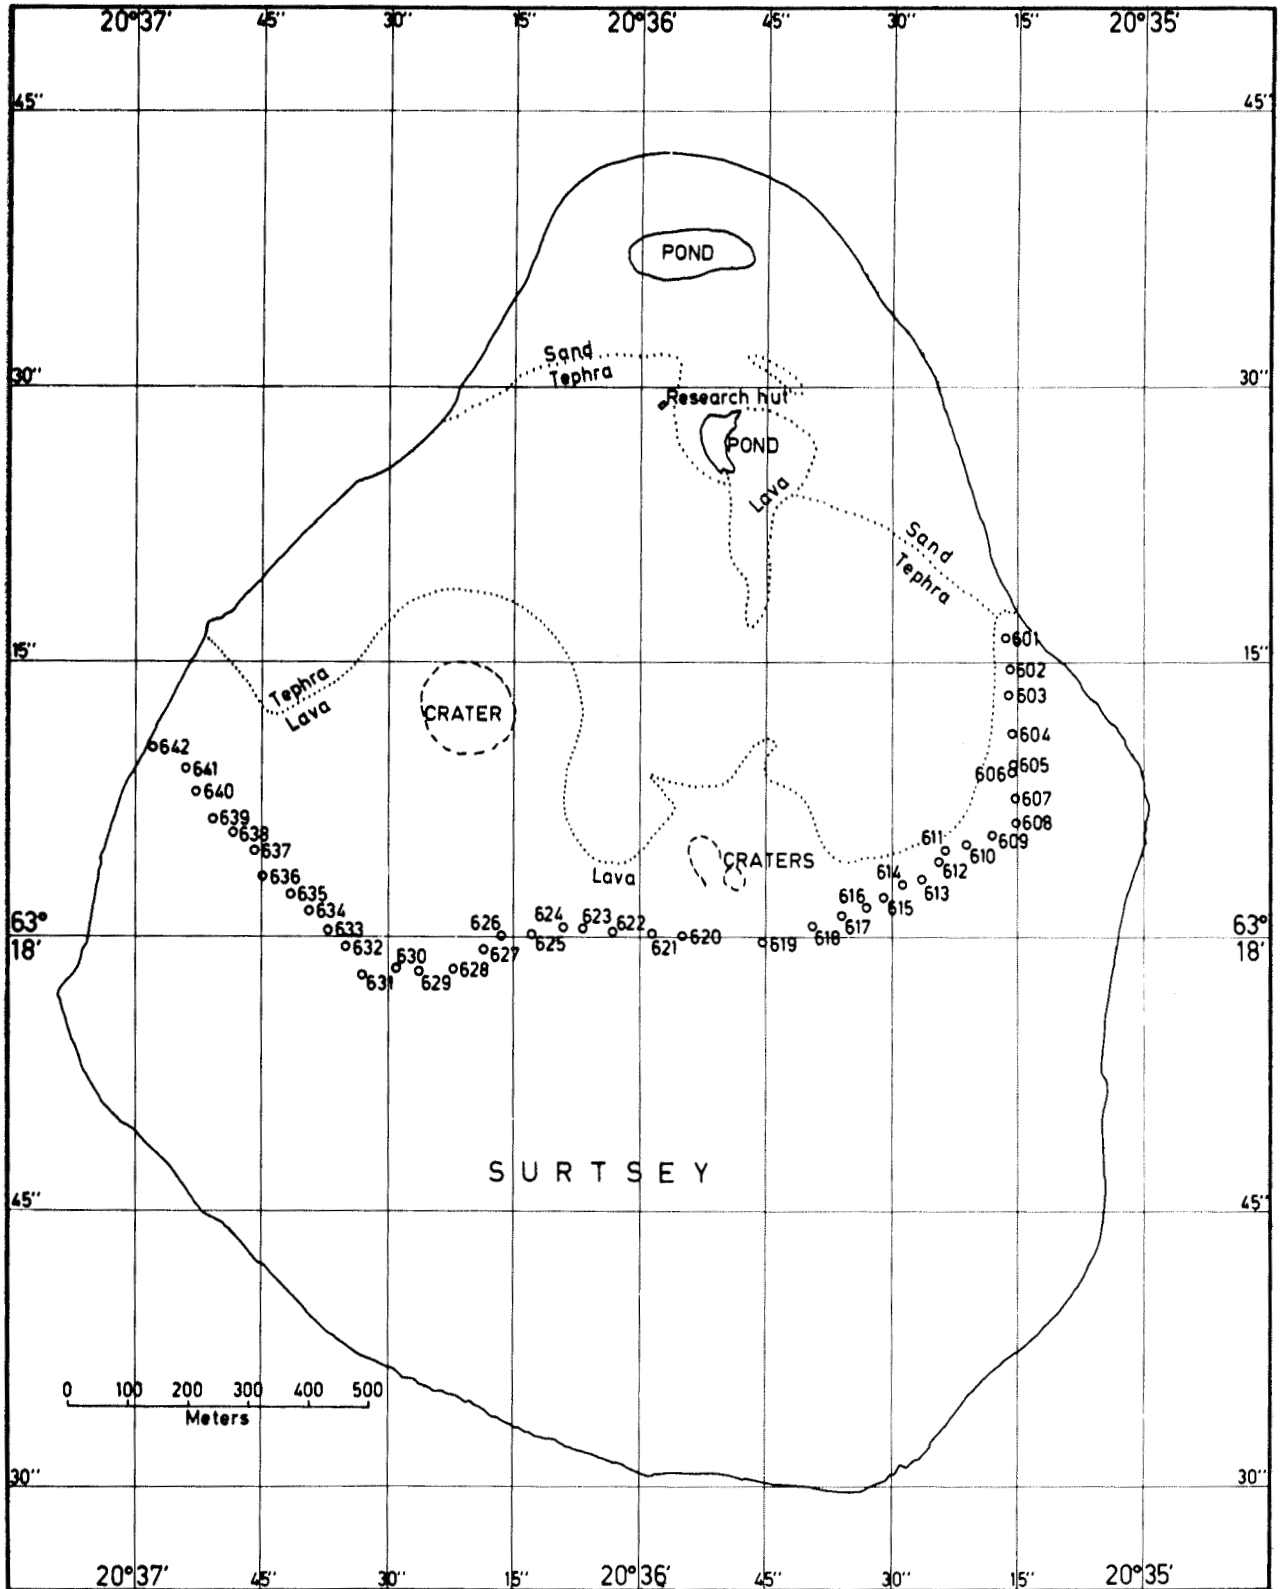 20°37' 45'' 30'' 15'' 20°36' 45'' 30'' 15'' 20°35'
45'' 45''
POND
Sand
Tephra
30'' 30''
Research hut
POND
Lava
Sand
Tephra
601
15'' 15''
602
Tephra
603
Lava
CRATER
604
642
605
641
606
640
607
639
608
638
609
611
637
610
CRATERS
612
636
Lava
614
613
635
616
615
634
624
623
626
622
617
633
63° 63°
18' 18'
625
621
620
619
618
632
627
630
628
631
629
SURTSEY
45'' 45''
0 100 200 300 400 500
Meters
30'' 30''
20°37' 45'' 30'' 15'' 20°36' 45'' 30'' 15'' 20°35'